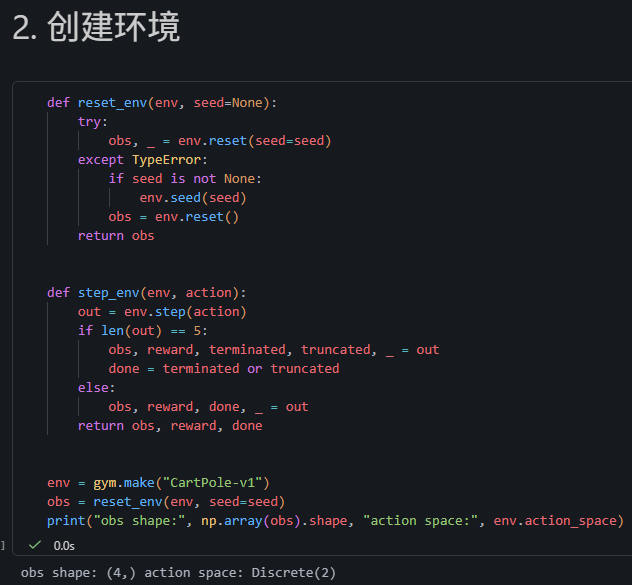 2. 创建环境
def reset_env(env, seed=None):
    try:
        obs, _ = env.reset(seed=seed)
    except TypeError:
        if seed is not None:
            env.seed(seed)
        obs = env.reset()
    return obs
def step_env(env, action):
    out = env.step(action)
    if len(out) == 5:
        obs, reward, terminated, truncated, _ = out
        done = terminated or truncated
    else:
        obs, reward, done, _ = out
    return obs, reward, done
env = gym.make("CartPole-v1")
obs = reset_env(env, seed=seed)
print("obs shape:", np.array(obs).shape, "action space:", env.action_space)
] ✓ 0.0s
obs shape: (4,) action space: Discrete(2)